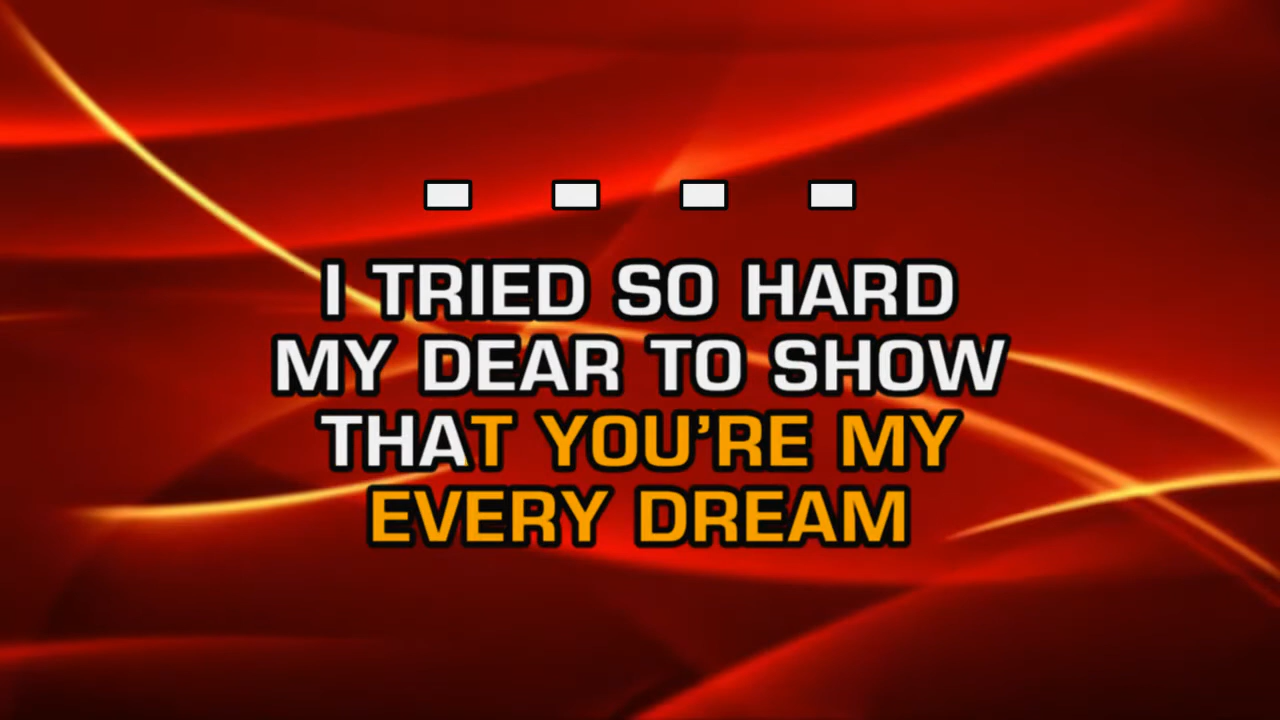 I TRIED SO HARD
MY DEAR TO SHOW
THAT YOU'RE MY
EVERY DREAM